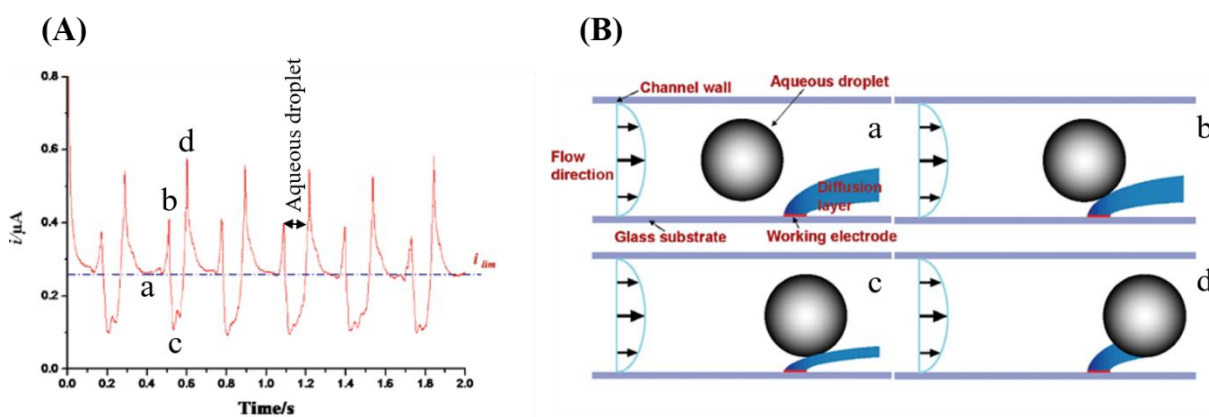 (A)
(B)
0.8
0.6
0.4
0.2
0.0
i/µA
Aqueous droplet
d
b
a
c
i lim
0.0 0.2 0.4 0.6 0.8 1.0 1.2 1.4 1.6 1.8 2.0
Time/s
Channel wall
Aqueous droplet
a
b
Flow
direction
Diffusion
layer
Glass substrate
Working electrode
c
d